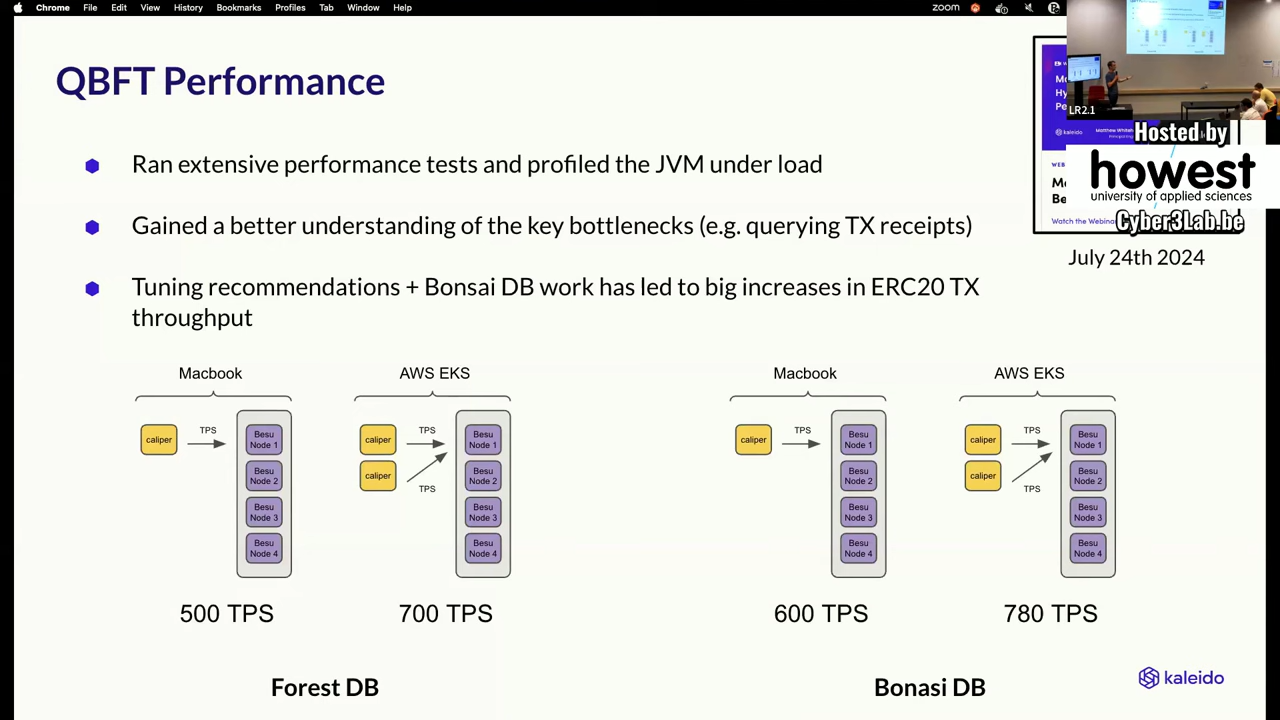 Chrome File Edit View History Bookmarks Profiles Tab Window Help
zoom
LR2.1
QBFT Performance
Ran extensive performance tests and profiled the JVM under load
Gained a better understanding of the key bottlenecks (e.g. querying TX receipts)
Tuning recommendations + Bonsai DB work has led to big increases in ERC20 TX
throughput
kaleido
Hosted by
howest
university of applied sciences
Watch the Webinar
Cyber3Lab.be
July 24th 2024
Macbook
caliper
TPS
Besu
Node 1
Besu
Node 2
Besu
Node 3
Besu
Node 4
500 TPS
AWS EKS
caliper
caliper
TPS
TPS
Besu
Node 1
Besu
Node 2
Besu
Node 3
Besu
Node 4
700 TPS
Forest DB
Macbook
caliper
TPS
Besu
Node 1
Besu
Node 2
Besu
Node 3
Besu
Node 4
600 TPS
AWS EKS
caliper
caliper
TPS
TPS
Besu
Node 1
Besu
Node 2
Besu
Node 3
Besu
Node 4
780 TPS
Bonasi DB
kaleido